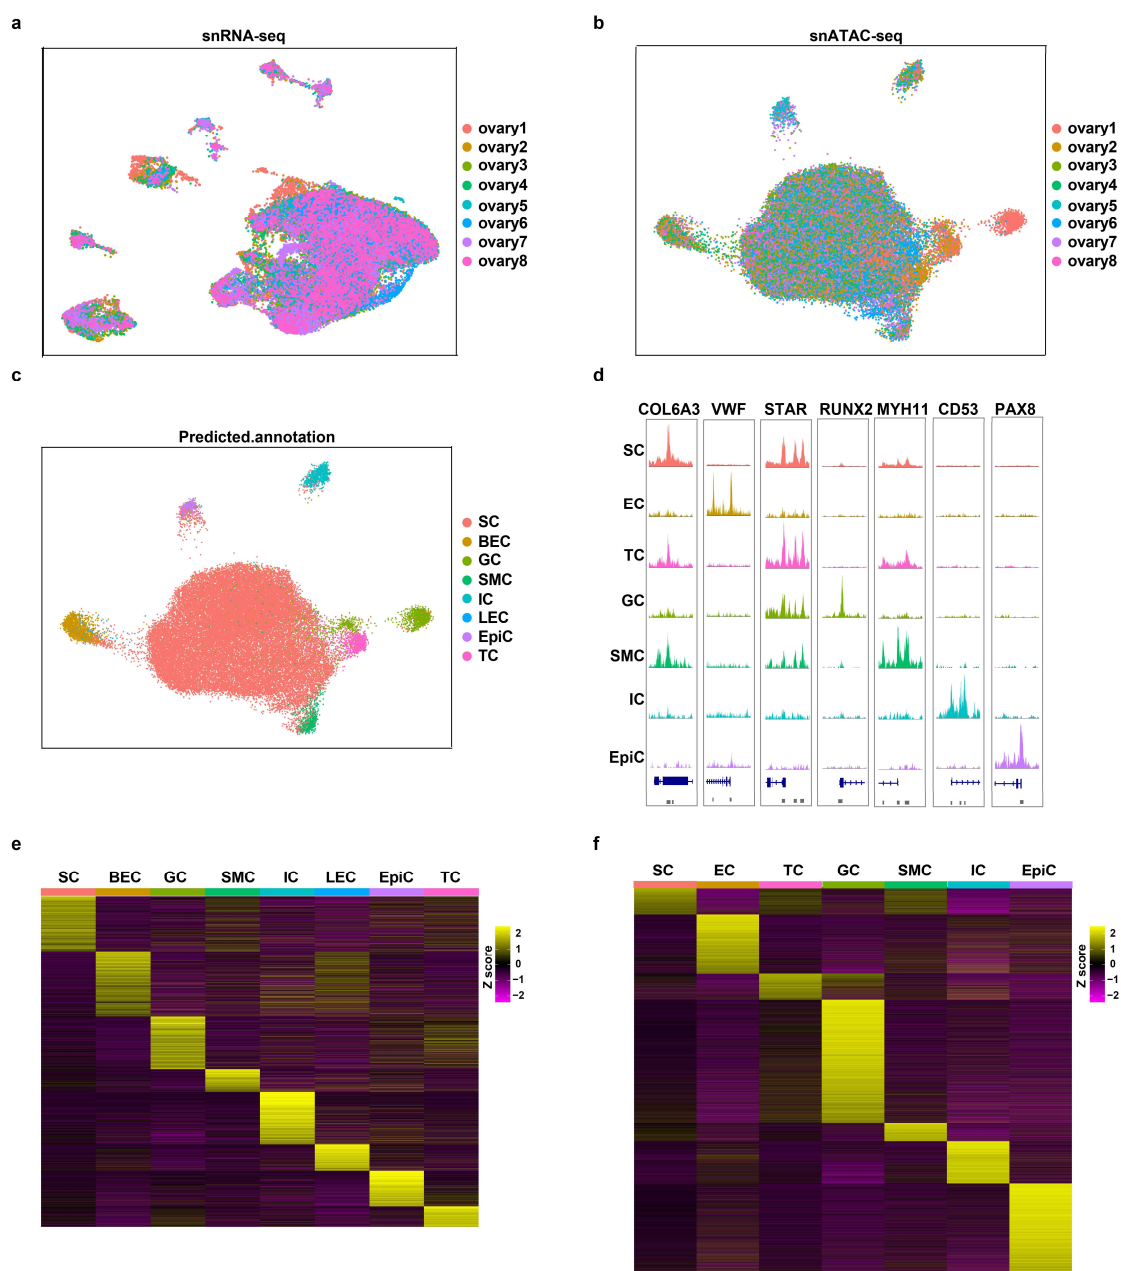 a
snRNA-seq
ovary1
ovary2
ovary3
ovary4
ovary5
ovary6
ovary7
ovary8
b
snATAC-seq
ovary1
ovary2
ovary3
ovary4
ovary5
ovary6
ovary7
ovary8
c
Predicted.annotation
SC
BEC
GC
SMC
IC
LEC
EpiC
TC
d
COL6A3 VWF STAR RUNX2 MYH11 CD53 PAX8
SC
EC
TC
GC
SMC
IC
EpiC
e
SC BEC GC SMC IC LEC EpiC TC
Z score
2
1
0
−1
−2
f
SC EC TC GC SMC IC EpiC
Z score
2
1
0
−1
−2